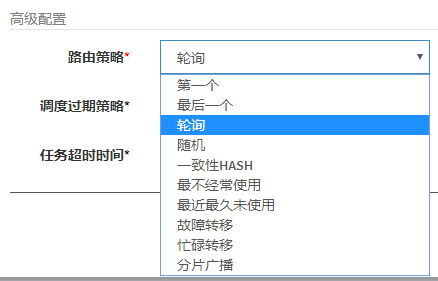 高级配置
路由策略*
轮询
第一个
最后一个
轮询
随机
一致性HASH
最不经常使用
最近最久未使用
故障转移
忙碌转移
分片广播
调度过期策略*
任务超时时间*